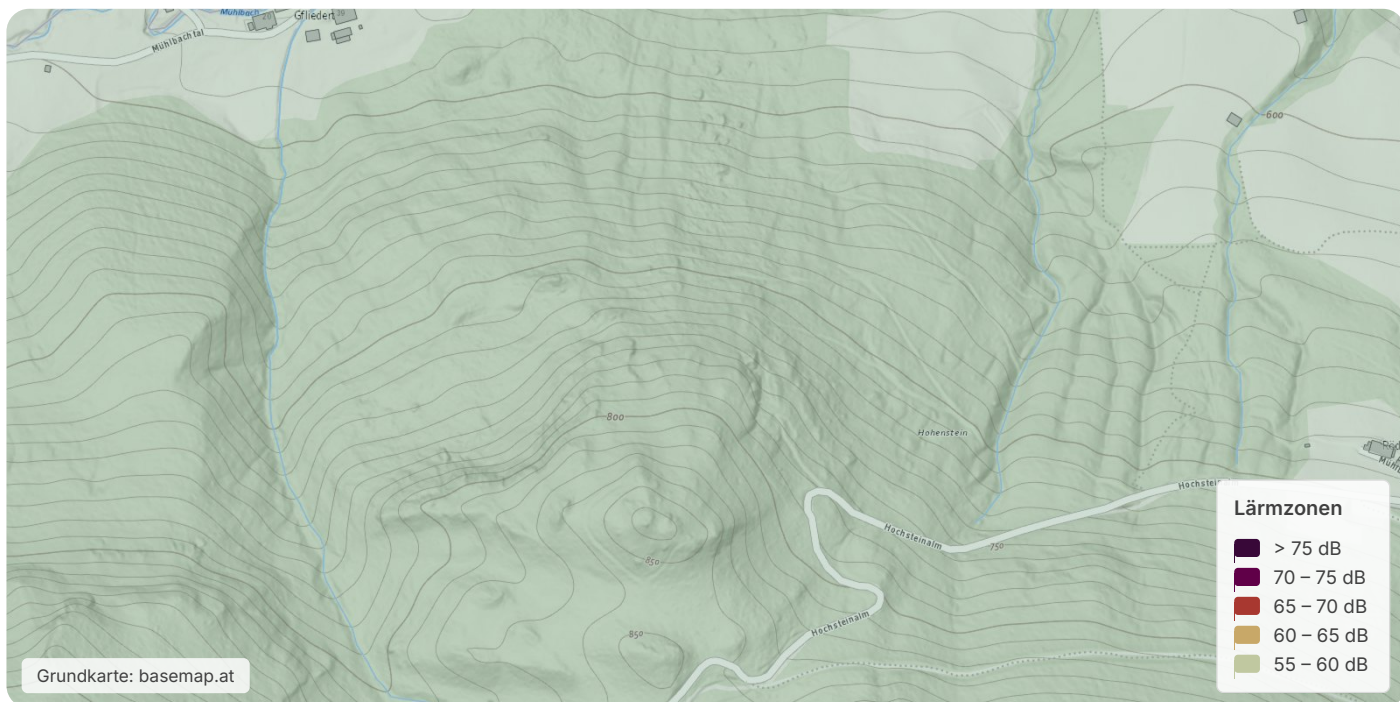 Mühlbach
Gfliedert
20
Mühlbachtal
600
800
Hohenstein
Hochsteinalm
750
850
Hochsteinalm
850
Lärmzonen
> 75 dB
70 – 75 dB
65 – 70 dB
60 – 65 dB
55 – 60 dB
Grundkarte: basemap.at